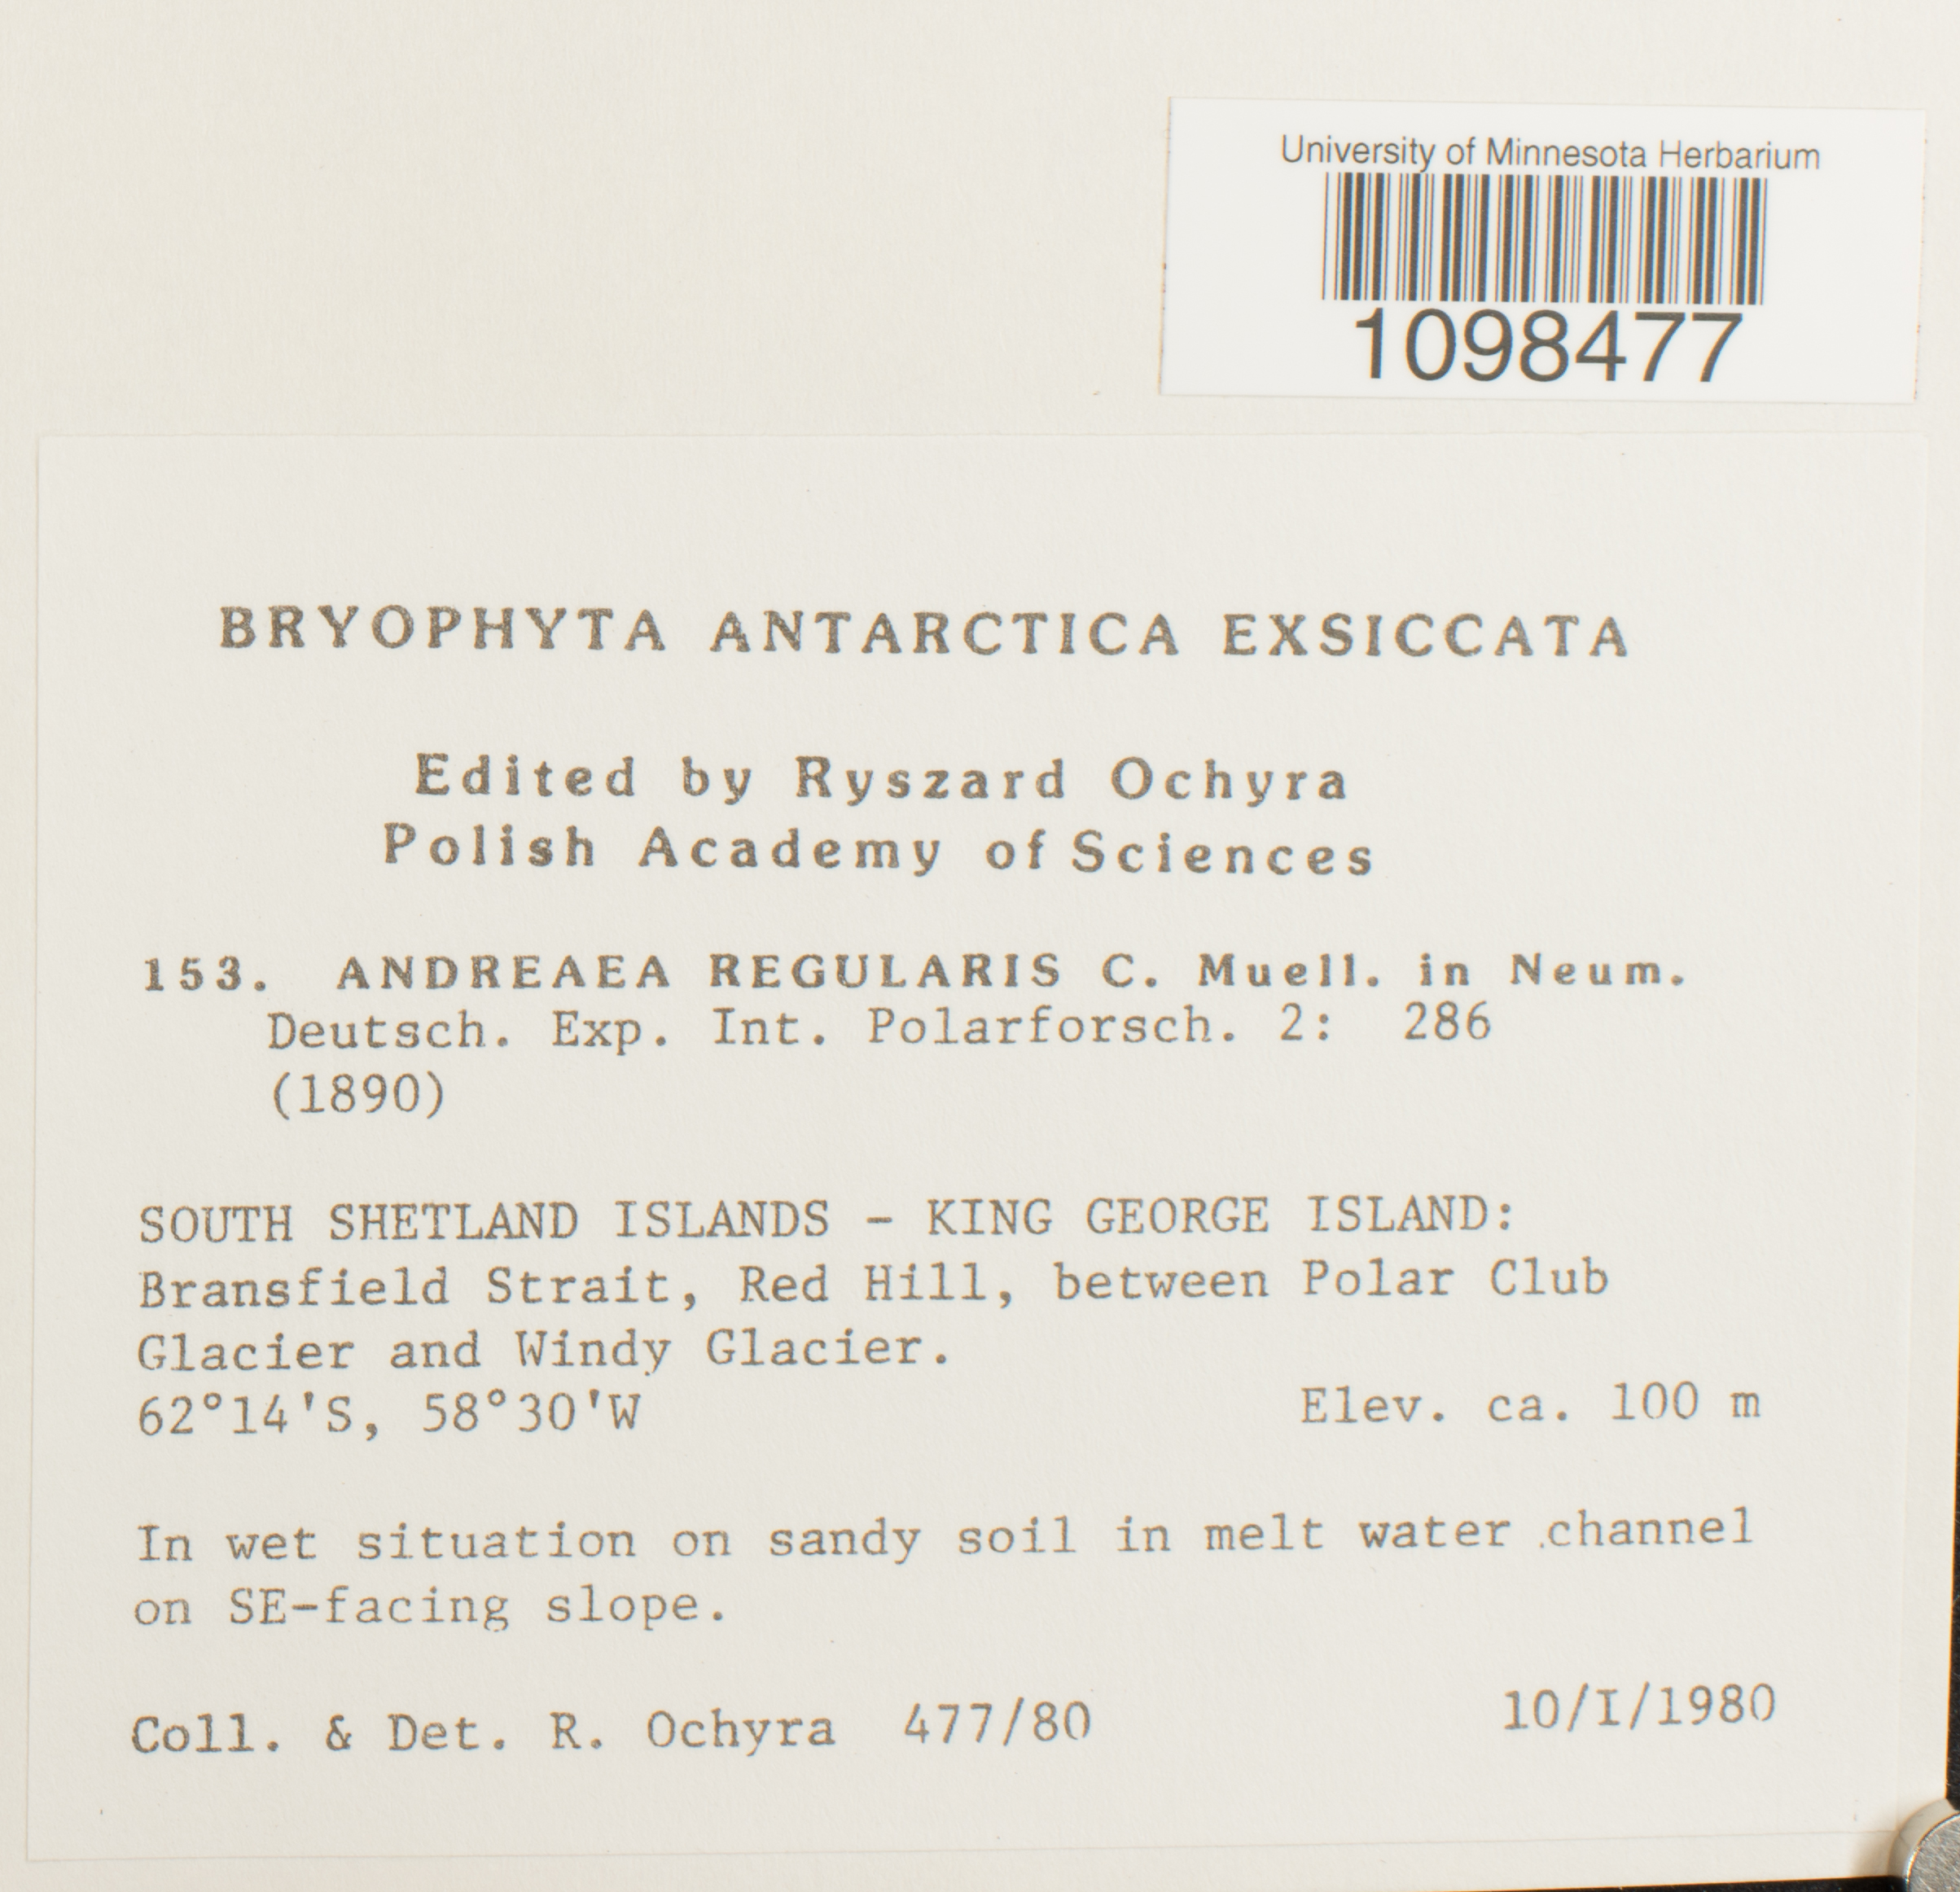 University of Minnesota Herbarium
1098477
BRYOPHYTA ANTARCTICA EXSICCATA
Edited by Ryszard Ochyra
Polish Academy of Sciences
153. ANDREAEA REGULARIS C. Muell. in Neum.
Deutsch. Exp. Int. Polarforsch. 2: 286
(1890)
SOUTH SHETLAND ISLANDS - KING GEORGE ISLAND:
Bransfield Strait, Red Hill, between Polar Club
Glacier and Windy Glacier.
62°14'S, 58°30'W Elev. ca. 100 m
In wet situation on sandy soil in melt water channel
on SE-facing slope.
Coll. & Det. R. Ochyra 477/80 10/I/1980